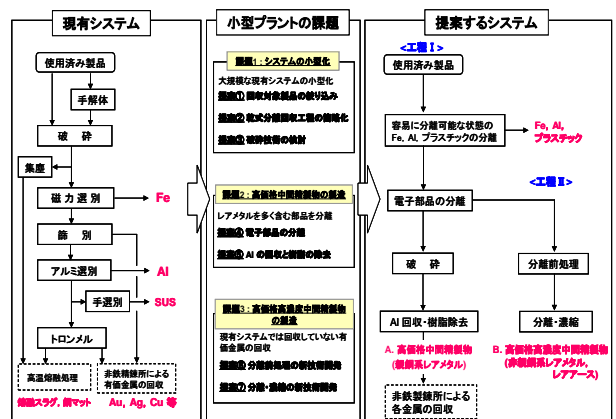 現有システム
使用済み製品
手解体
破 砕
集座
磁 力 選 別
Fe
篩 別
アルミ選別
Al
手選別
SUS
トロンメル
高温熔融処理
非鉄精錬所による
有価金属の回収
熔融スラグ, 銅マット
Au, Ag, Cu 等
小型プラントの課題
課題1:システムの小型化
大規模な現有システムの小型化
提案① 回収対象製品の絞り込み
提案② 乾式分離回収工程の簡略化
提案③ 破砕技術の検討
課題2:高価格中間精製物の製造
レアメタルを多く含む部品を分離
提案④ 電子部品の分離
提案⑤ Al の回収と樹脂の除去
課題3:高価格高濃度中間精製物
の製造
現有システムでは回収していない有
価金属の回収
提案⑥ 分離前処理の新技術開発
提案⑦ 分離・濃縮の新技術開発
提案するシステム
<工程Ⅰ>
使用済み製品
容易に分離可能な状態の
Fe, Al, プラスチックの分離
Fe, Al,
プラステック
<工程Ⅱ>
電子部品の分離
破 砕
分離前処理
Al 回収・樹脂除去
分離・濃縮
A. 高価格中間精製物
(親銅系レアメタル)
B. 高価格高濃度中間精製物
(非親銅系レアメタル,
レアアース)
非鉄製錬所による
各金属の回収